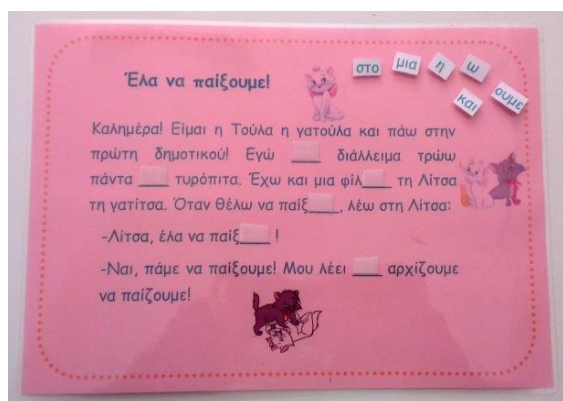 Έλα να παίξουμε!
στο
μια
η
ω
και
ουμε
Καλημέρα! Είμαι η Τούλα η γατούλα και πάω στην
πρώτη δημοτικού! Εγώ ___ διάλλειμα τρώω
πάντα ___ τυρόπιτα. Έχω και μια φίλ___ τη Λίτσα
τη γατίτσα. Όταν θέλω να παίξ___, λέω στη Λίτσα:
-Λίτσα, έλα να παίξ___ !
-Ναι, πάμε να παίξουμε! Μου λέει ___ αρχίζουμε
να παίζουμε!